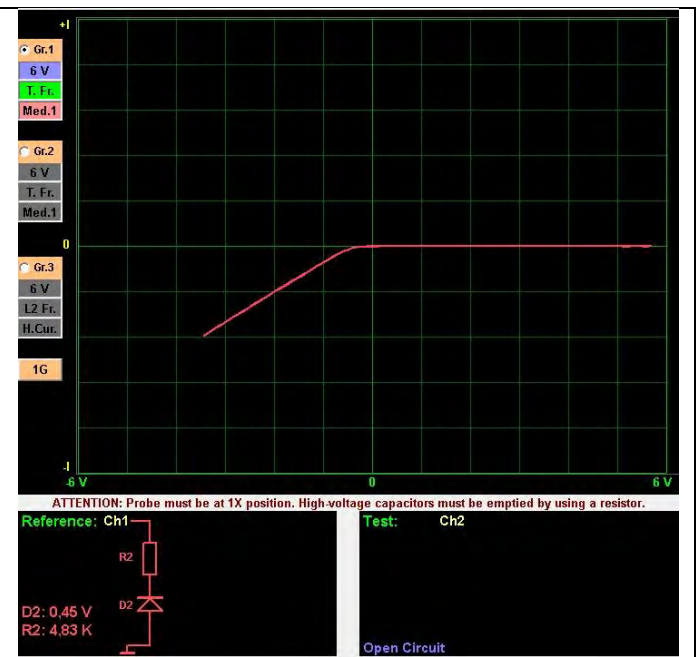 +I
Gr.1
6 V
T. Fr.
Med.1
Gr.2
6 V
T. Fr.
Med.1
0
Gr.3
6 V
L2 Fr.
H.Cur.
1G
-I
-6 V 0 6 V
ATTENTION: Probe must be at 1X position. High-voltage capacitors must be emptied by using a resistor.
Reference: Ch1
R2
D2
D2: 0,45 V
R2: 4,83 K
Test: Ch2
Open Circuit